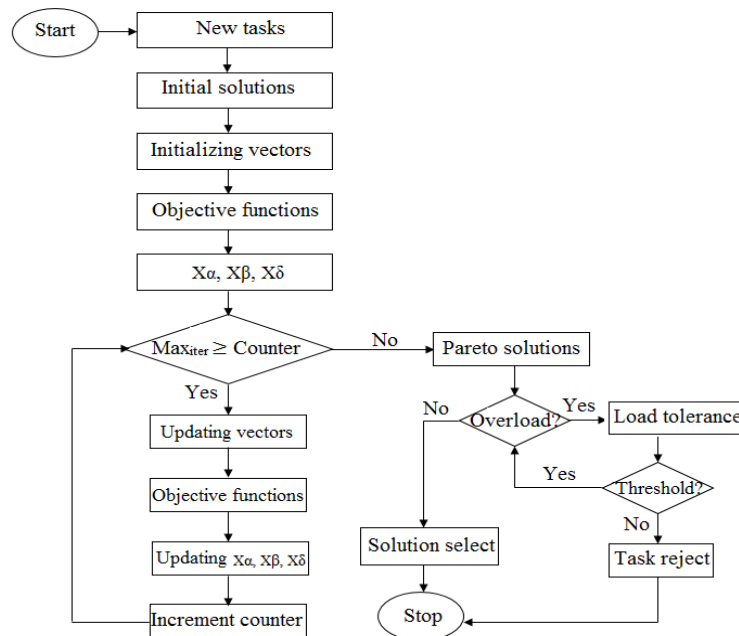 Start
New tasks
Initial solutions
Initializing vectors
Objective functions
Xα, Xβ, Xδ
Maxiter ≥ Counter
No
Pareto solutions
Yes
No
Overload?
Yes
Load tolerance
Updating vectors
Yes
Threshold?
Objective functions
No
Solution select
Task reject
Updating Xα, Xβ, Xδ
Increment counter
Stop